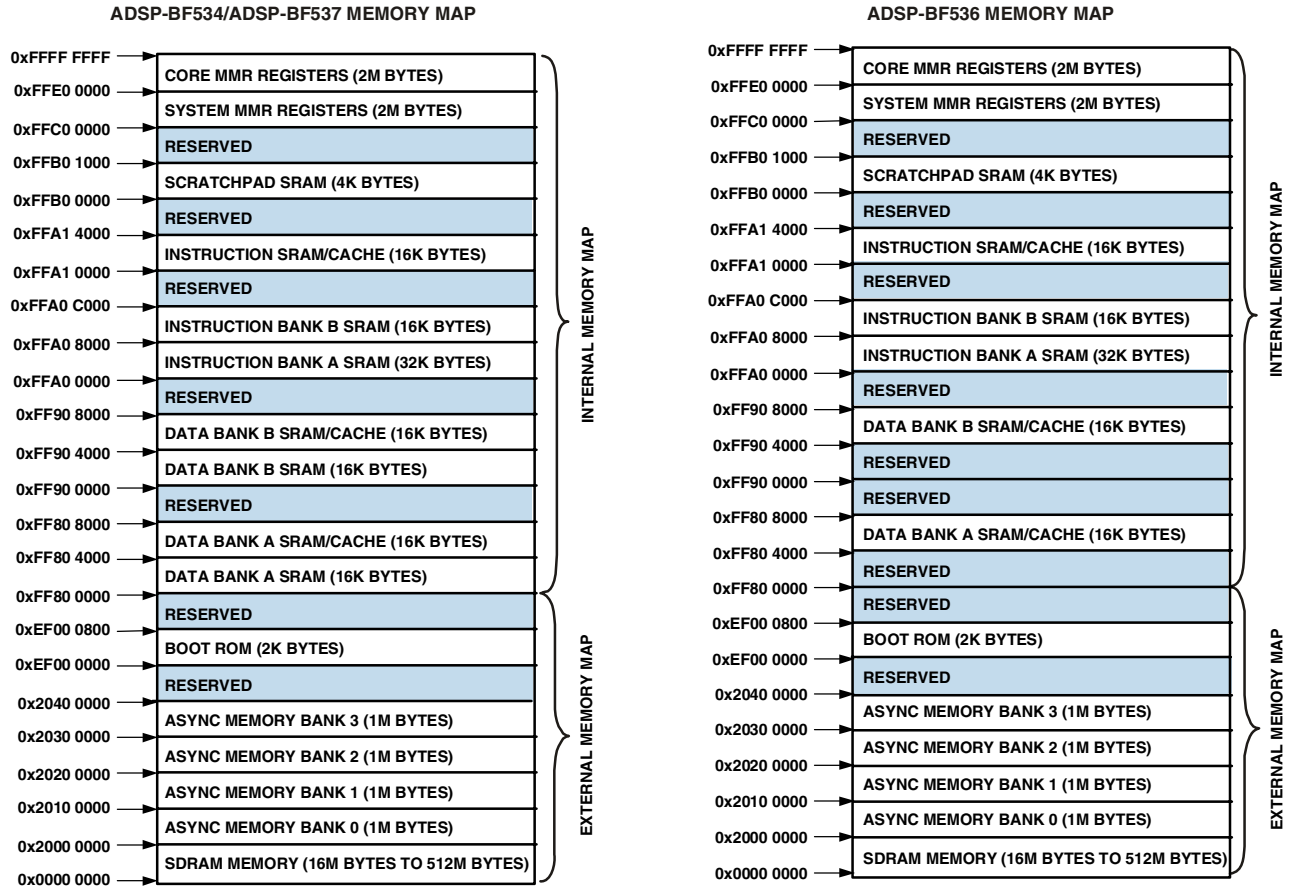 ADSP-BF534/ADSP-BF537 MEMORY MAP
0xFFFF FFFF
CORE MMR REGISTERS (2M BYTES)
0xFFE0 0000
SYSTEM MMR REGISTERS (2M BYTES)
0xFFC0 0000
RESERVED
0xFFB0 1000
SCRATCHPAD SRAM (4K BYTES)
0xFFB0 0000
RESERVED
0xFFA1 4000
INSTRUCTION SRAM/CACHE (16K BYTES)
0xFFA1 0000
RESERVED
0xFFA0 C000
INSTRUCTION BANK B SRAM (16K BYTES)
0xFFA0 8000
INSTRUCTION BANK A SRAM (32K BYTES)
0xFFA0 0000
RESERVED
0xFF90 8000
DATA BANK B SRAM/CACHE (16K BYTES)
0xFF90 4000
DATA BANK B SRAM (16K BYTES)
0xFF90 0000
RESERVED
0xFF80 8000
DATA BANK A SRAM/CACHE (16K BYTES)
0xFF80 4000
DATA BANK A SRAM (16K BYTES)
0xFF80 0000
RESERVED
0xEF00 0800
BOOT ROM (2K BYTES)
0xEF00 0000
RESERVED
0x2040 0000
ASYNC MEMORY BANK 3 (1M BYTES)
0x2030 0000
ASYNC MEMORY BANK 2 (1M BYTES)
0x2020 0000
ASYNC MEMORY BANK 1 (1M BYTES)
0x2010 0000
ASYNC MEMORY BANK 0 (1M BYTES)
0x2000 0000
SDRAM MEMORY (16M BYTES TO 512M BYTES)
0x0000 0000
INTERNAL MEMORY MAP
EXTERNAL MEMORY MAP
ADSP-BF536 MEMORY MAP
0xFFFF FFFF
CORE MMR REGISTERS (2M BYTES)
0xFFE0 0000
SYSTEM MMR REGISTERS (2M BYTES)
0xFFC0 0000
RESERVED
0xFFB0 1000
SCRATCHPAD SRAM (4K BYTES)
0xFFB0 0000
RESERVED
0xFFA1 4000
INSTRUCTION SRAM/CACHE (16K BYTES)
0xFFA1 0000
RESERVED
0xFFA0 C000
INSTRUCTION BANK B SRAM (16K BYTES)
0xFFA0 8000
INSTRUCTION BANK A SRAM (32K BYTES)
0xFFA0 0000
RESERVED
0xFF90 8000
DATA BANK B SRAM/CACHE (16K BYTES)
0xFF90 4000
RESERVED
0xFF90 0000
RESERVED
0xFF80 8000
DATA BANK A SRAM/CACHE (16K BYTES)
0xFF80 4000
RESERVED
0xFF80 0000
RESERVED
0xEF00 0800
BOOT ROM (2K BYTES)
0xEF00 0000
RESERVED
0x2040 0000
ASYNC MEMORY BANK 3 (1M BYTES)
0x2030 0000
ASYNC MEMORY BANK 2 (1M BYTES)
0x2020 0000
ASYNC MEMORY BANK 1 (1M BYTES)
0x2010 0000
ASYNC MEMORY BANK 0 (1M BYTES)
0x2000 0000
SDRAM MEMORY (16M BYTES TO 512M BYTES)
0x0000 0000
INTERNAL MEMORY MAP
EXTERNAL MEMORY MAP